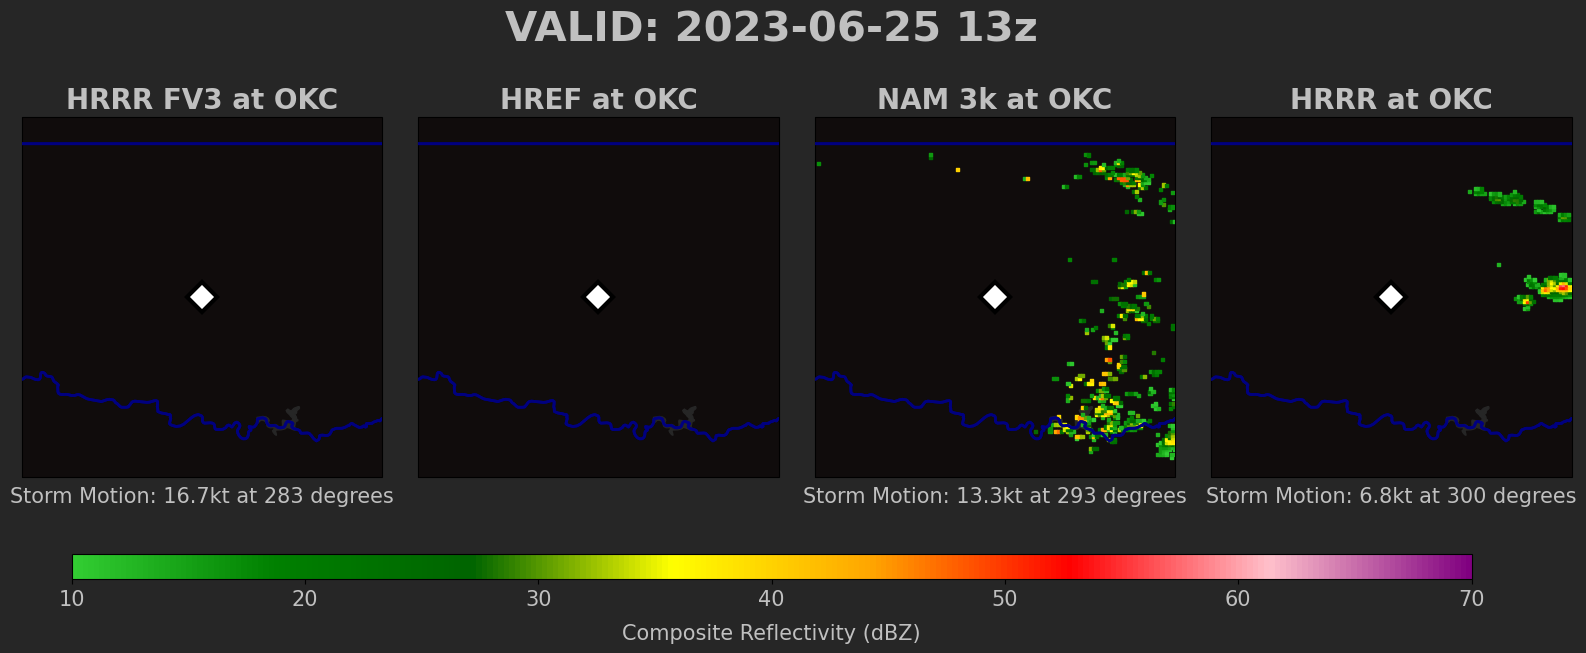 VALID: 2023-06-25 13z
HRRR FV3 at OKC
HREF at OKC
NAM 3k at OKC
HRRR at OKC
Storm Motion: 16.7kt at 283 degrees
Storm Motion: 13.3kt at 293 degrees
Storm Motion: 6.8kt at 300 degrees
10 20 30 40 50 60 70
Composite Reflectivity (dBZ)